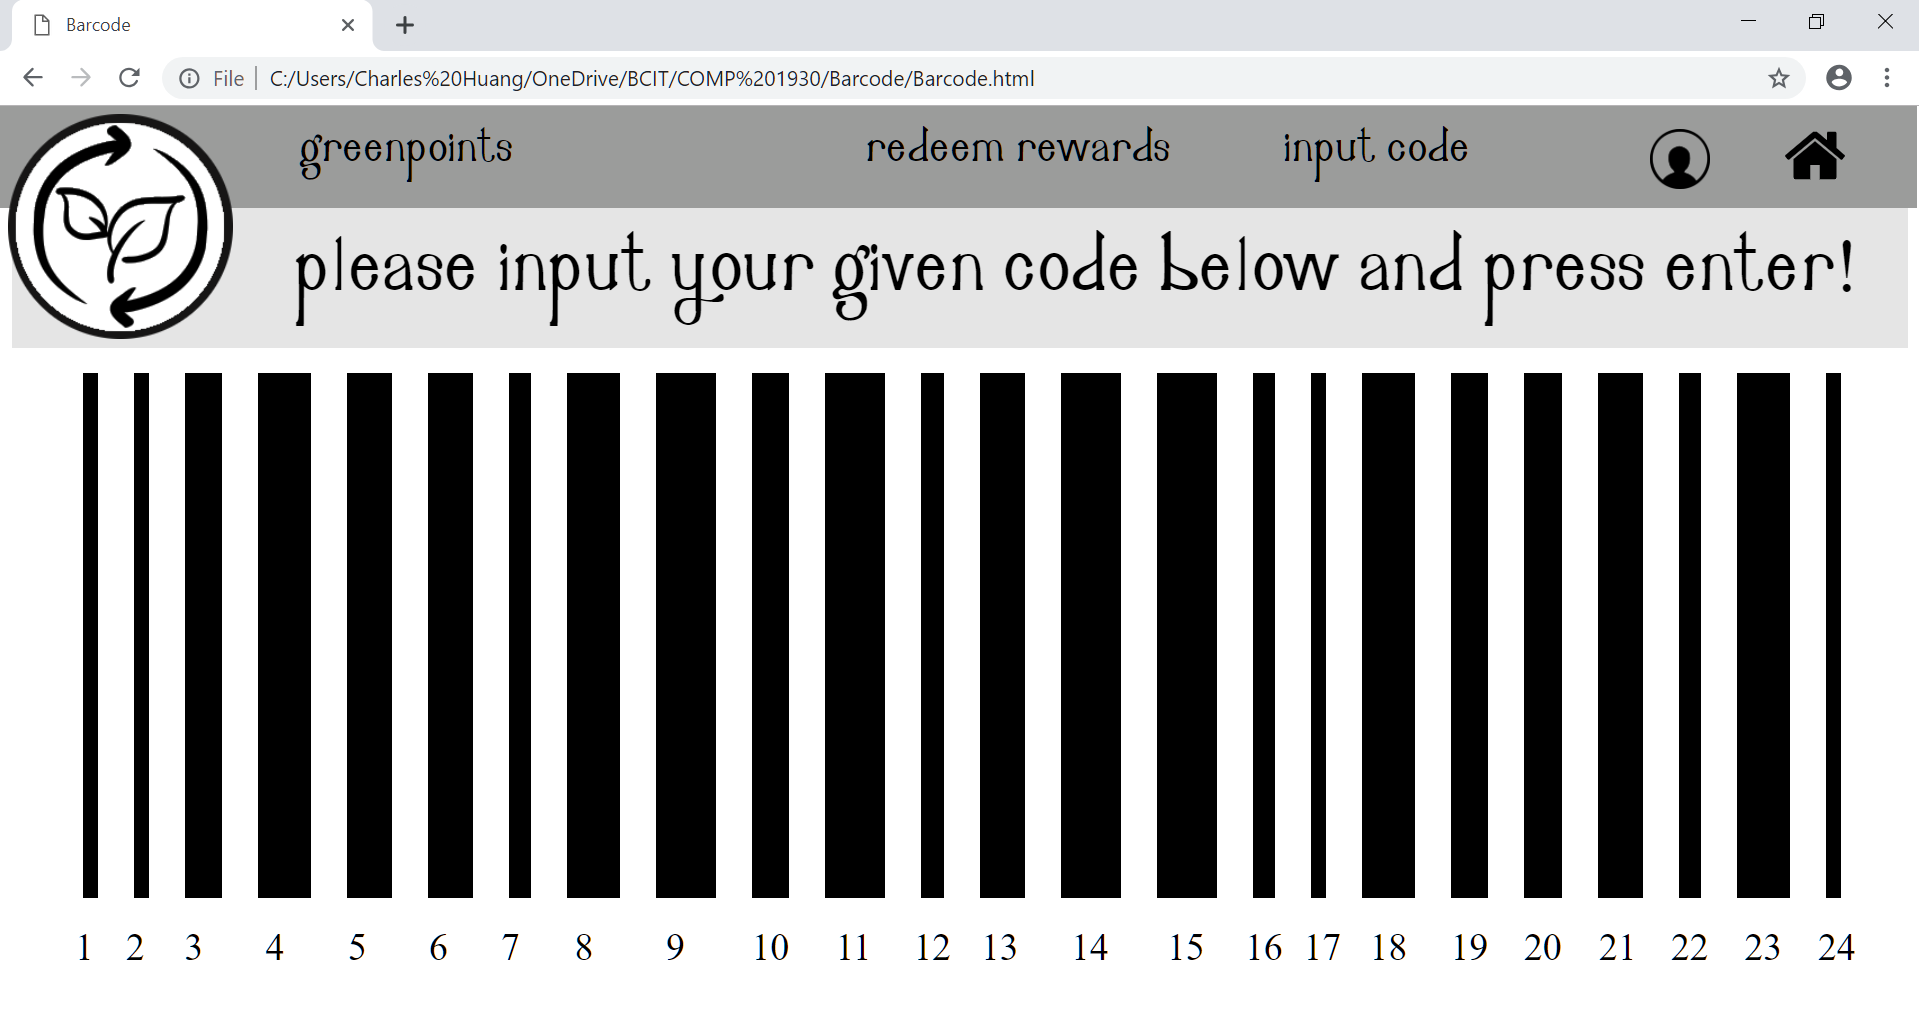 Barcode
File C:/Users/Charles%20Huang/OneDrive/BCIT/COMP%201930/Barcode/Barcode.html
greenpoints redeem rewards input code
please input your given code below and press enter!
1 2 3 4 5 6 7 8 9 10 11 12 13 14 15 16 17 18 19 20 21 22 23 24